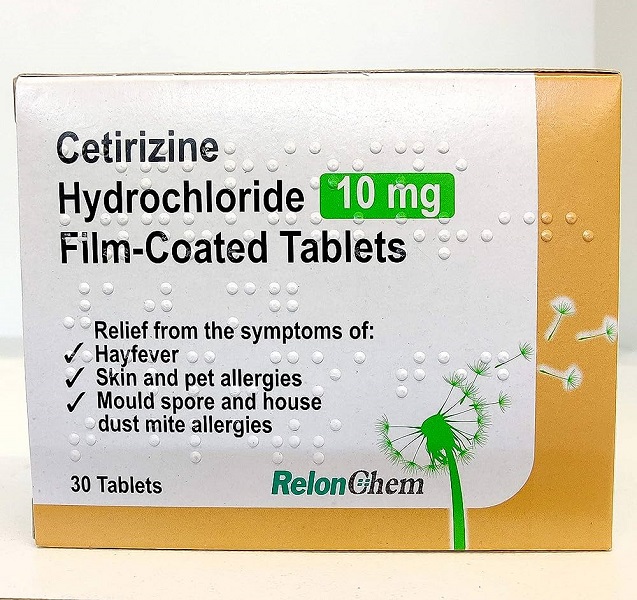 Cetirizine
Hydrochloride 10 mg
Film-Coated Tablets
Relief from the symptoms of:
✓ Hayfever
✓ Skin and pet allergies
✓ Mould spore and house
dust mite allergies
30 Tablets
RelonChem